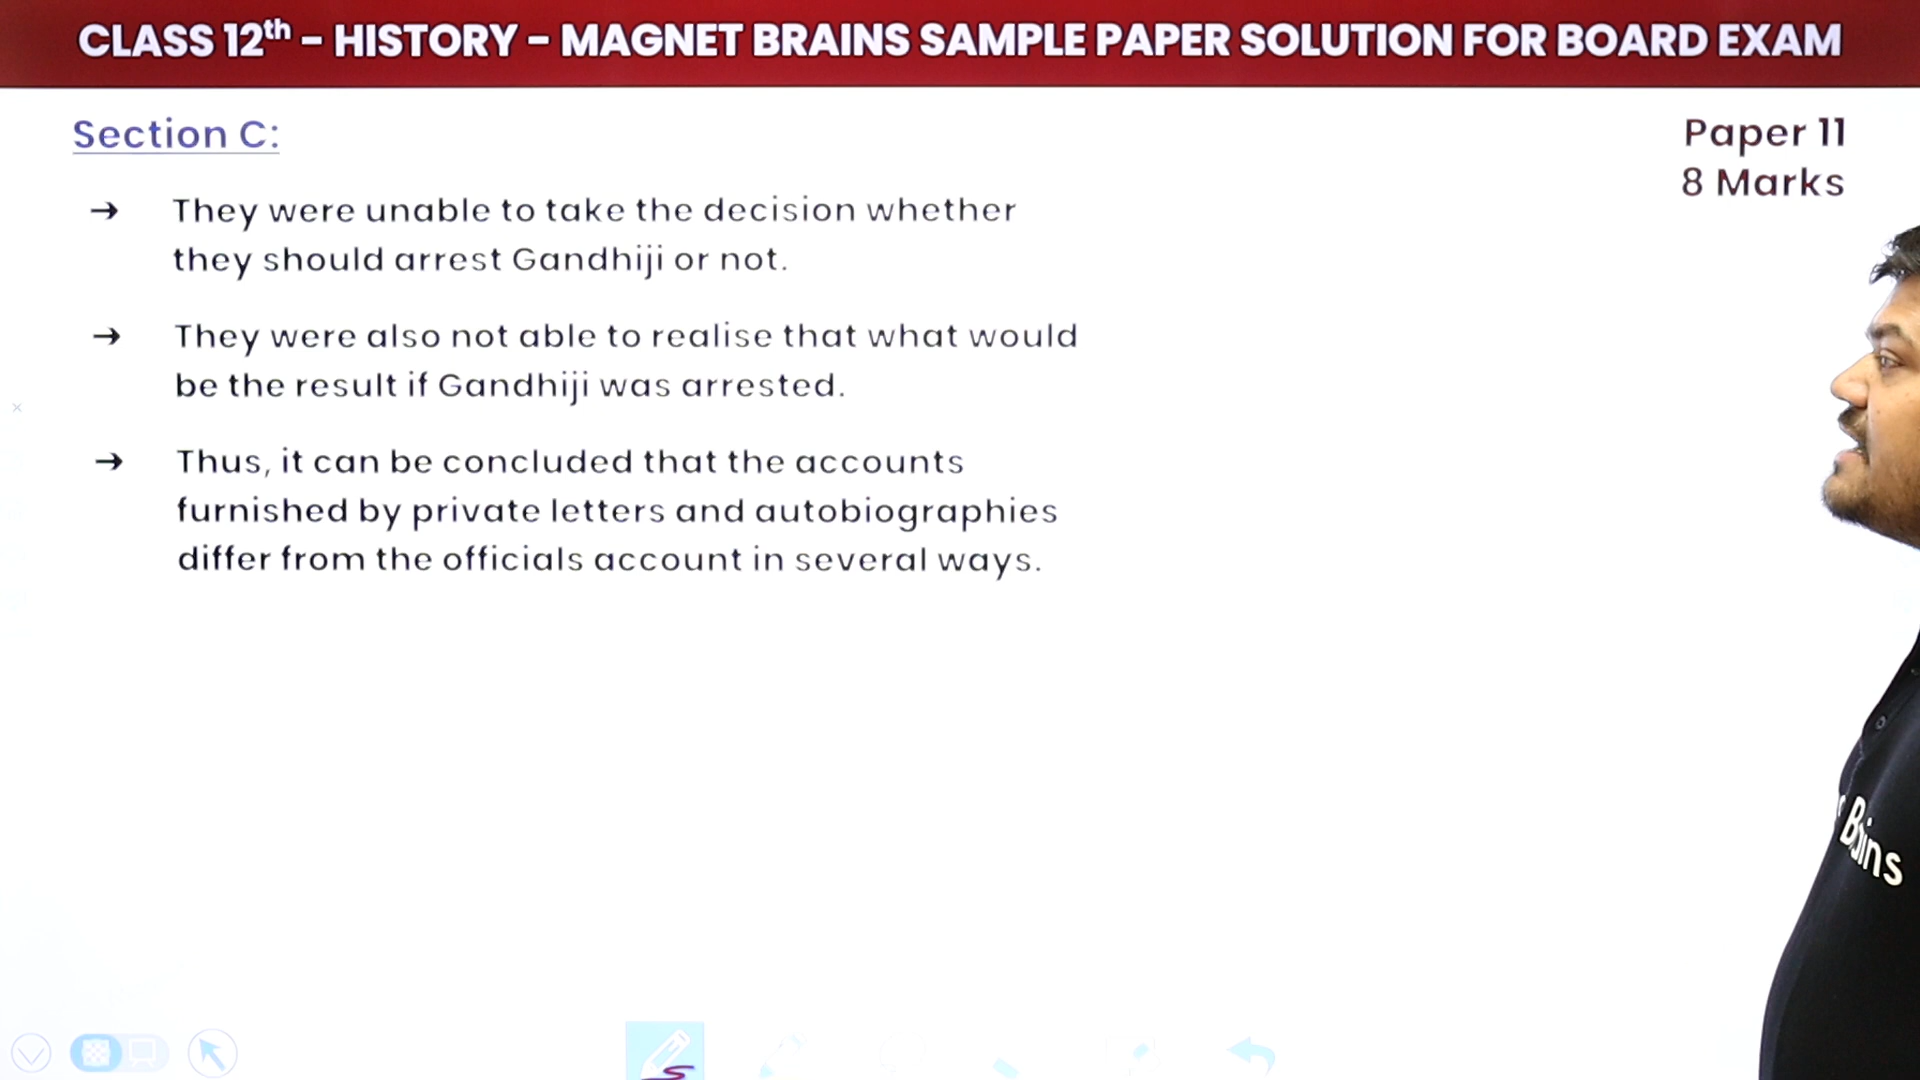 CLASS 12th – HISTORY – MAGNET BRAINS SAMPLE PAPER SOLUTION FOR BOARD EXAM
Section C:
Paper 11
8 Marks
→ They were unable to take the decision whether
they should arrest Gandhiji or not.
→ They were also not able to realise that what would
be the result if Gandhiji was arrested.
→ Thus, it can be concluded that the accounts
furnished by private letters and autobiographies
differ from the officials account in several ways.
Brains